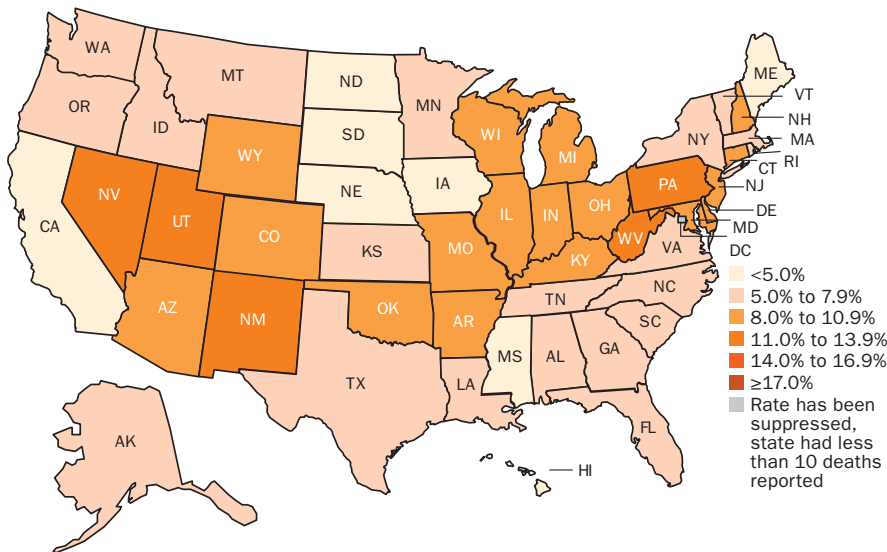 WA
MT
ND
MN
ME
VT
OR
ID
SD
WI
NY
NH
MA
WY
MI
RI
CT
NV
NE
IA
PA
NJ
CA
UT
CO
IL
IN
OH
DE
MD
KS
MO
WV
VA
DC
KY
<5.0%
AZ
NM
OK
AR
TN
NC
5.0% to 7.9%
SC
8.0% to 10.9%
MS
AL
GA
11.0% to 13.9%
TX
LA
14.0% to 16.9%
≥17.0%
AK
FL
Rate has been
suppressed,
state had less
than 10 deaths
reported
HI